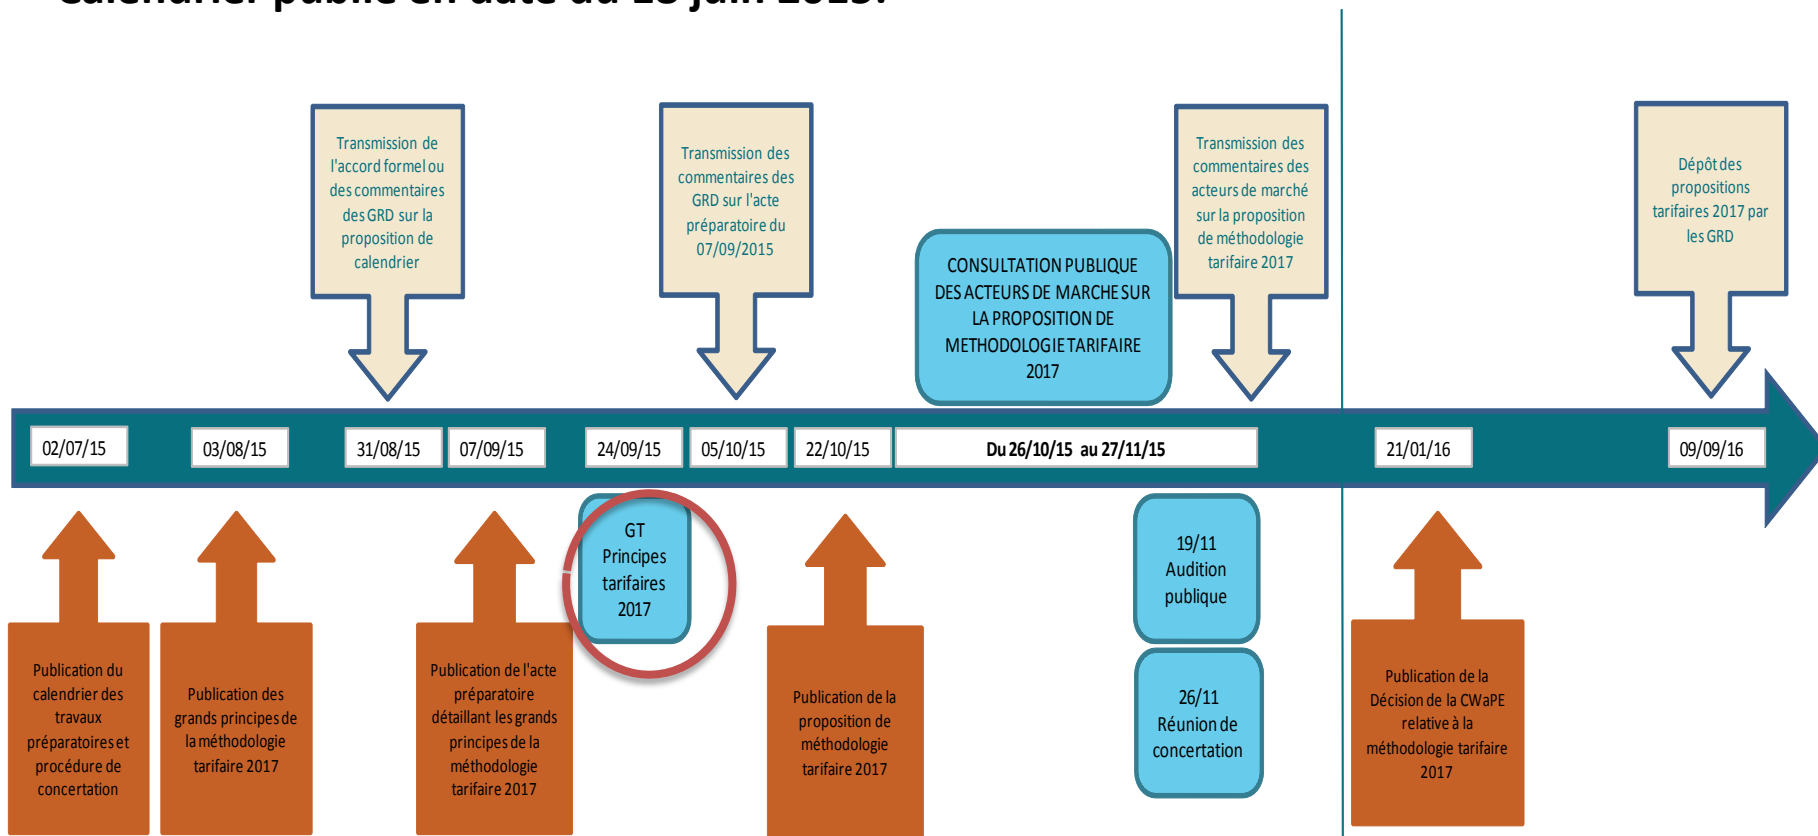 Calendrier publié en date du 18 juin 2015:
Transmission de
l'accord formel ou
des commentaires
des GRD sur la
proposition de
calendrier
Transmission des
commentaires des
GRD sur l'acte
préparatoire du
07/09/2015
CONSULTATION PUBLIQUE
DES ACTEURS DE MARCHE SUR
LA PROPOSITION DE
METHODOLOGIE TARIFAIRE
2017
Transmission des
commentaires des
acteurs de marché
sur la proposition
de méthodologie
tarifaire 2017
Dépôt des
propositions
tarifaires 2017 par
les GRD
02/07/15
03/08/15
31/08/15
07/09/15
24/09/15
05/10/15
22/10/15
Du 26/10/15 au 27/11/15
21/01/16
09/09/16
GT
Principes
tarifaires
2017
19/11
Audition
publique
26/11
Réunion de
concertation
Publication du
calendrier des
travaux
préparatoires et
procédure de
concertation
Publication des
grands principes de
la méthodologie
tarifaire 2017
Publication de l'acte
préparatoire
détaillant les grands
principes de la
méthodologie
tarifaire 2017
Publication de la
proposition de
méthodologie
tarifaire 2017
Publication de la
Décision de la CWaPE
relative à la
méthodologie tarifaire
2017